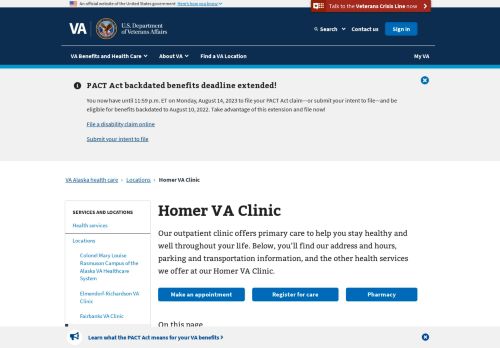 An official website of the United States government Here's how you know
Talk to the Veterans Crisis Line now
VA U.S. Department of Veterans Affairs
Search
Contact us
Sign in
VA Benefits and Health Care
About VA
Find a VA Location
My VA
PACT Act backdated benefits deadline extended!
You now have until 11:59 p.m. ET on Monday, August 14, 2023 to file your PACT Act claim—or submit your intent to file—and be
eligible for benefits backdated to August 10, 2022. Take advantage of this extension and file now!
File a disability claim online
Submit your intent to file
VA Alaska health care › Locations › Homer VA Clinic
SERVICES AND LOCATIONS
Health services
Locations
Colonel Mary Louise
Rasmuson Campus of the
Alaska VA Healthcare
System
Elmendorf-Richardson VA
Clinic
Fairbanks VA Clinic
Homer VA Clinic
Our outpatient clinic offers primary care to help you stay healthy and
well throughout your life. Below, you'll find our address and hours,
parking and transportation information, and the other health services
we offer at our Homer VA Clinic.
Make an appointment
Register for care
Pharmacy
On this page
Learn what the PACT Act means for your VA benefits